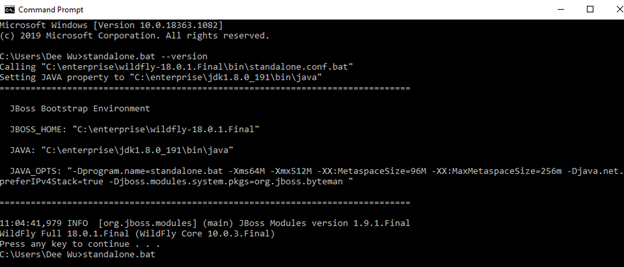 Command Prompt
Microsoft Windows [Version 10.0.18363.1082]
(c) 2019 Microsoft Corporation. All rights reserved.
C:\Users\Dee Wu>standalone.bat --version
Calling "C:\enterprise\wildfly-18.0.1.Final\bin\standalone.conf.bat"
Setting JAVA property to "C:\enterprise\jdk1.8.0_191\bin\java"
===============================================================================
JBoss Bootstrap Environment
JBOSS_HOME: "C:\enterprise\wildfly-18.0.1.Final"
JAVA: "C:\enterprise\jdk1.8.0_191\bin\java"
JAVA_OPTS: "-Dprogram.name=standalone.bat -Xms64M -Xmx512M -XX:MetaspaceSize=96M -XX:MaxMetaspaceSize=256m -Djava.net.
preferIPv4Stack=true -Djboss.modules.system.pkgs=org.jboss.byteman "
===============================================================================
11:04:41,979 INFO  [org.jboss.modules] (main) JBoss Modules version 1.9.1.Final
WildFly Full 18.0.1.Final (WildFly Core 10.0.3.Final)
Press any key to continue . . .
C:\Users\Dee Wu>standalone.bat